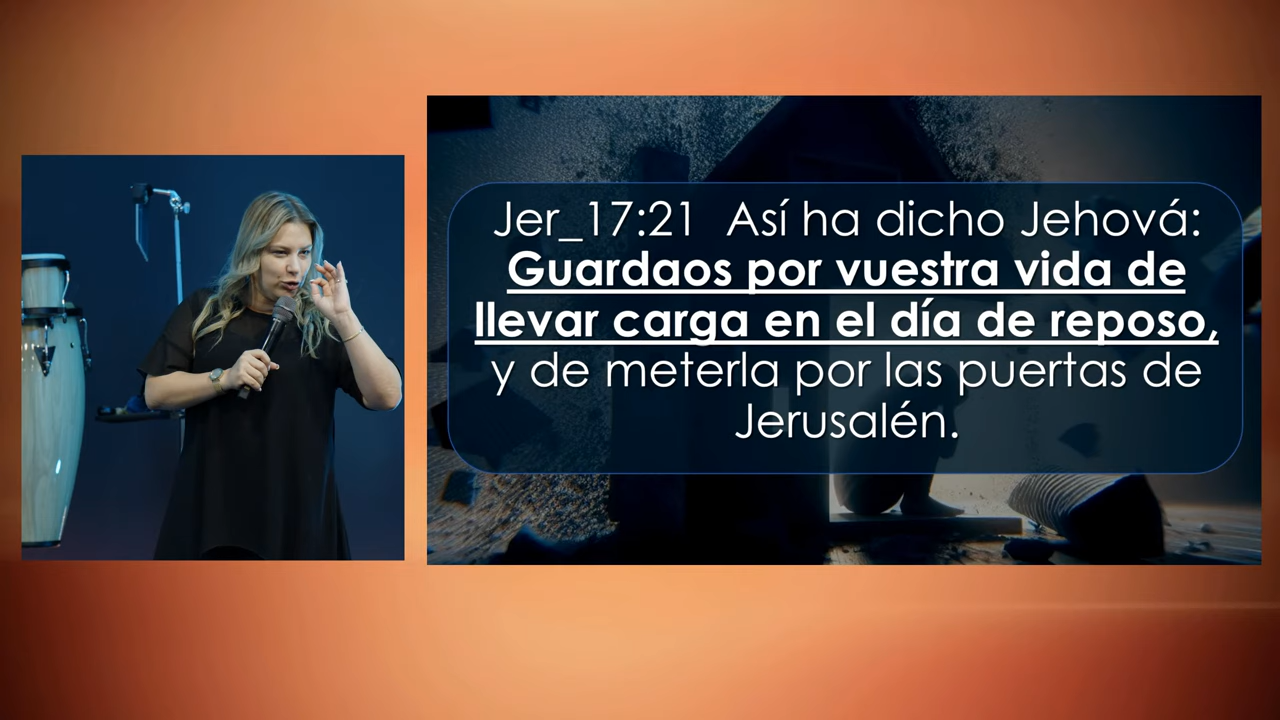 Jer_17:21 Así ha dicho Jehová:
Guardaos por vuestra vida de
llevar carga en el día de reposo,
y de meterla por las puertas de
Jerusalén.